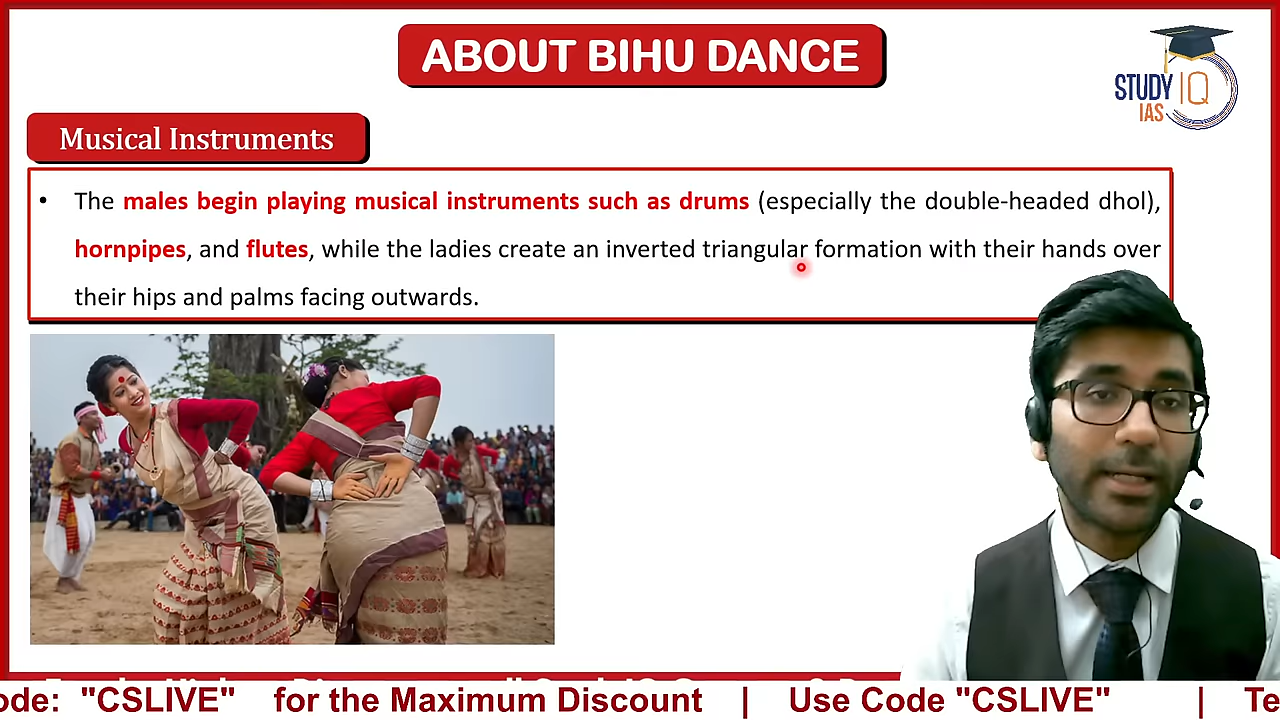 ABOUT BIHU DANCE
STUDY IQ
IAS
Musical Instruments
• The males begin playing musical instruments such as drums (especially the double-headed dhol),
hornpipes, and flutes, while the ladies create an inverted triangular formation with their hands over
their hips and palms facing outwards.
ode: "CSLIVE" for the Maximum Discount | Use Code "CSLIVE" | Te